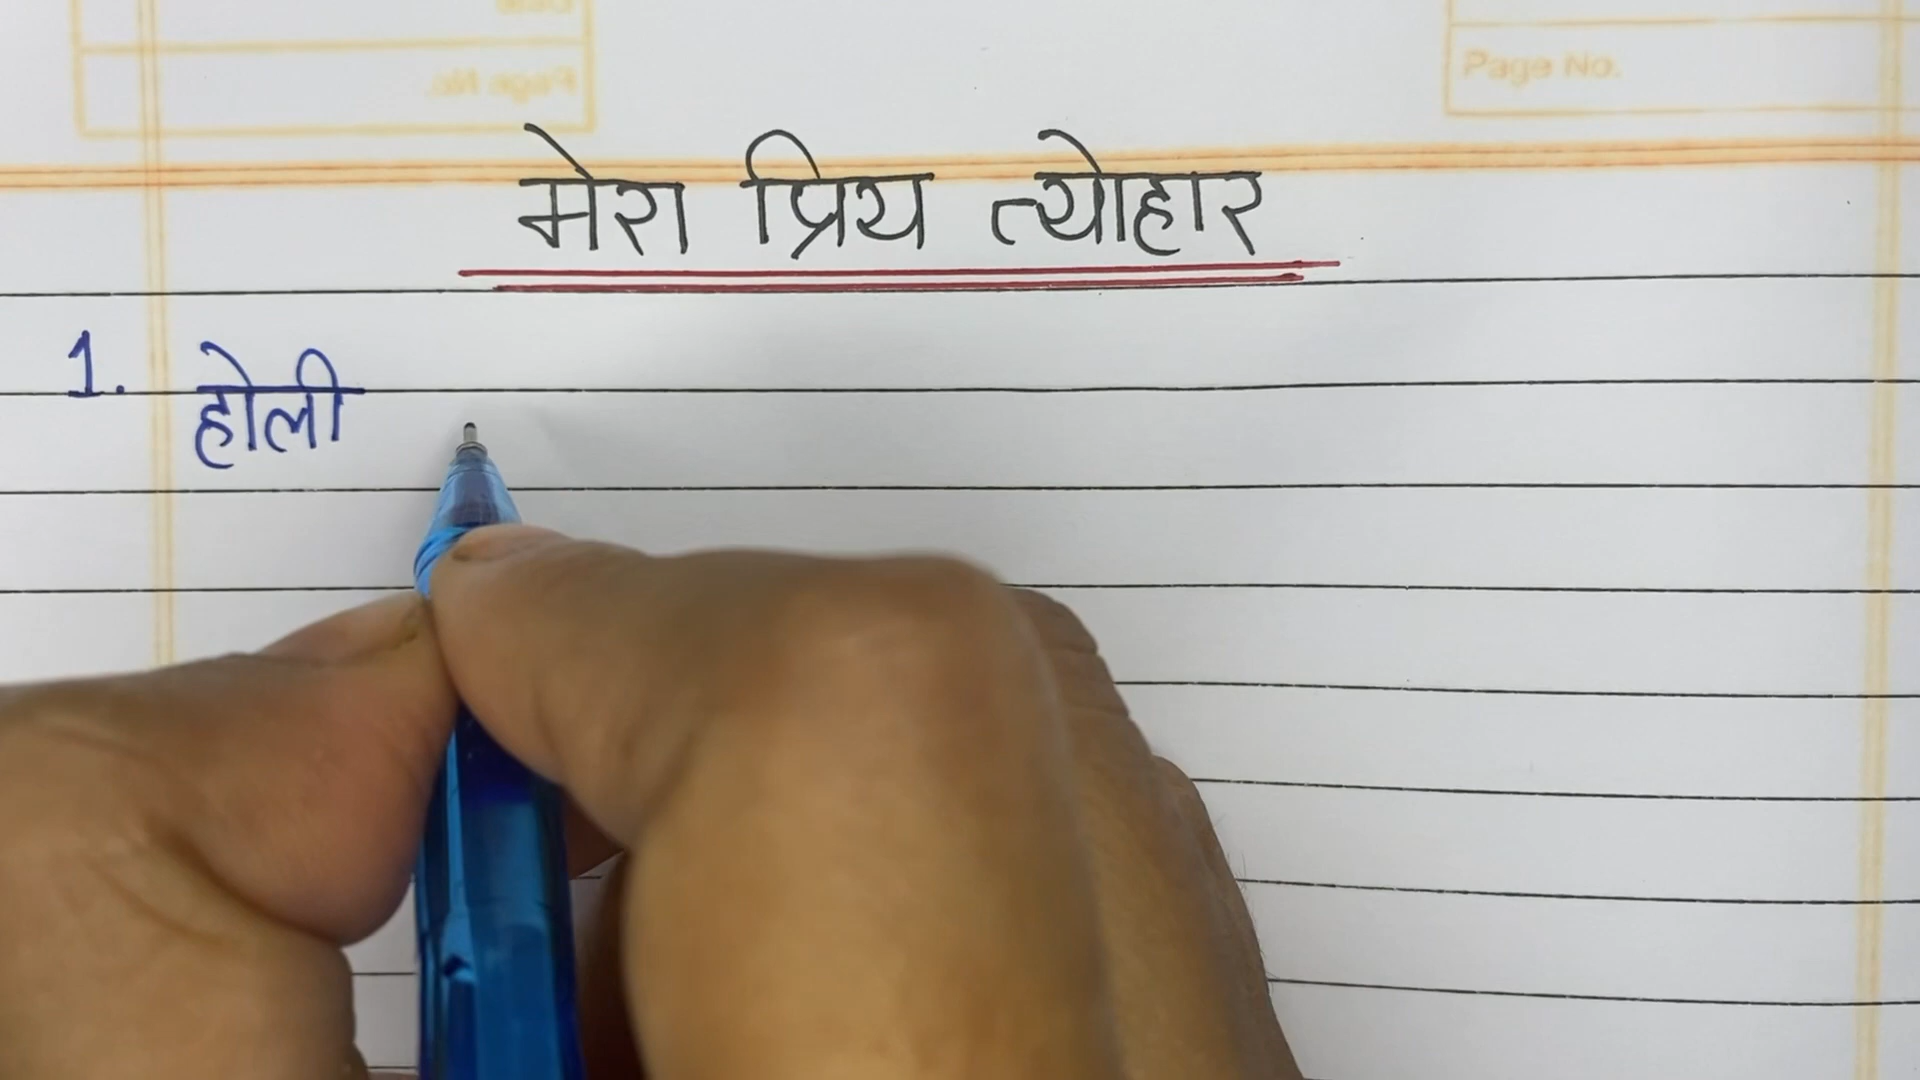 Page No.
मेरा प्रिय त्योहार
1. होली